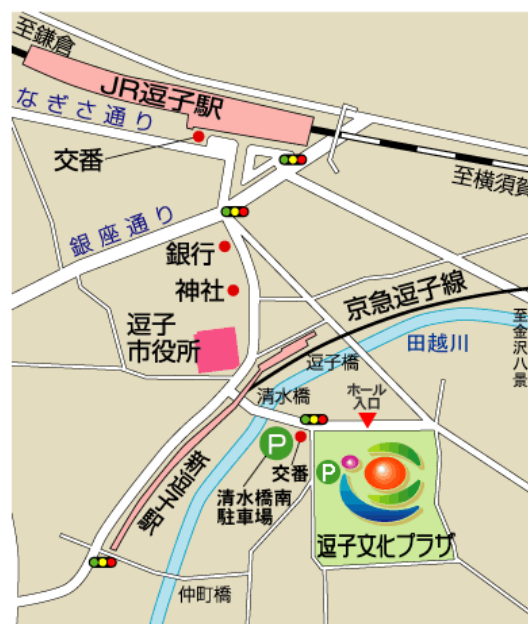 至鎌倉
JR逗子駅
なぎさ通り
交番
至横須賀
銀座通り
銀行
神社
逗子
市役所
京急逗子線
至金沢八景
田越川
逗子橋
清水橋
ホール
入口
P
交番
清水橋南
駐車場
P
新逗子駅
逗子文化プラザ
仲町橋